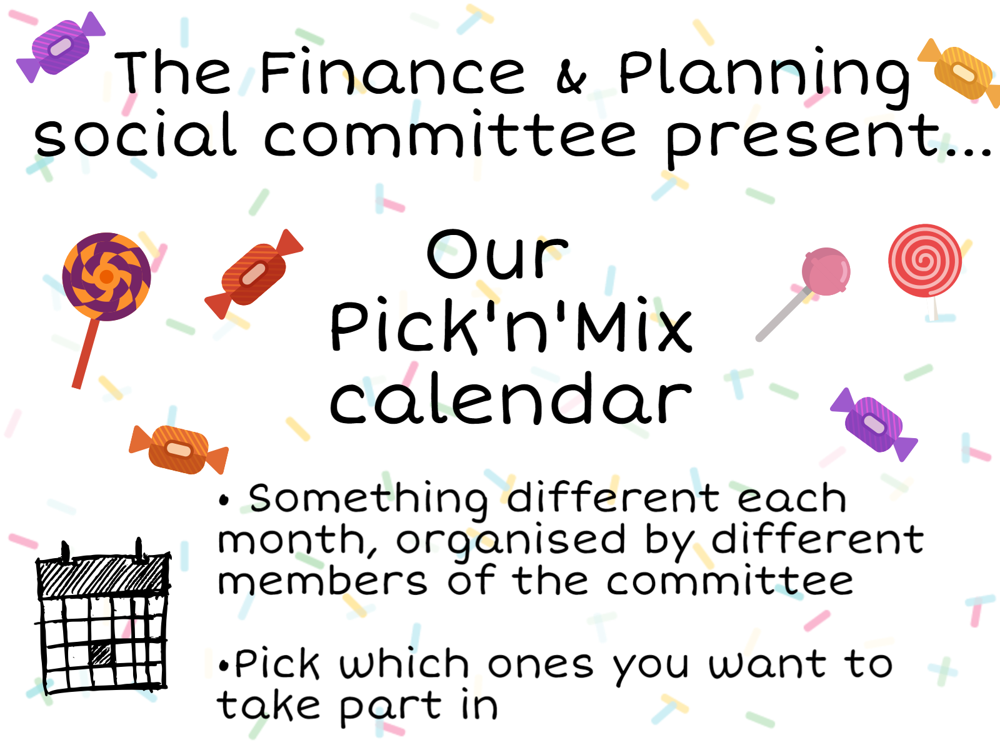 The Finance & Planning
social committee present...
Our
Pick'n'Mix
calendar
• Something different each
month, organised by different
members of the committee
•Pick which ones you want to
take part in